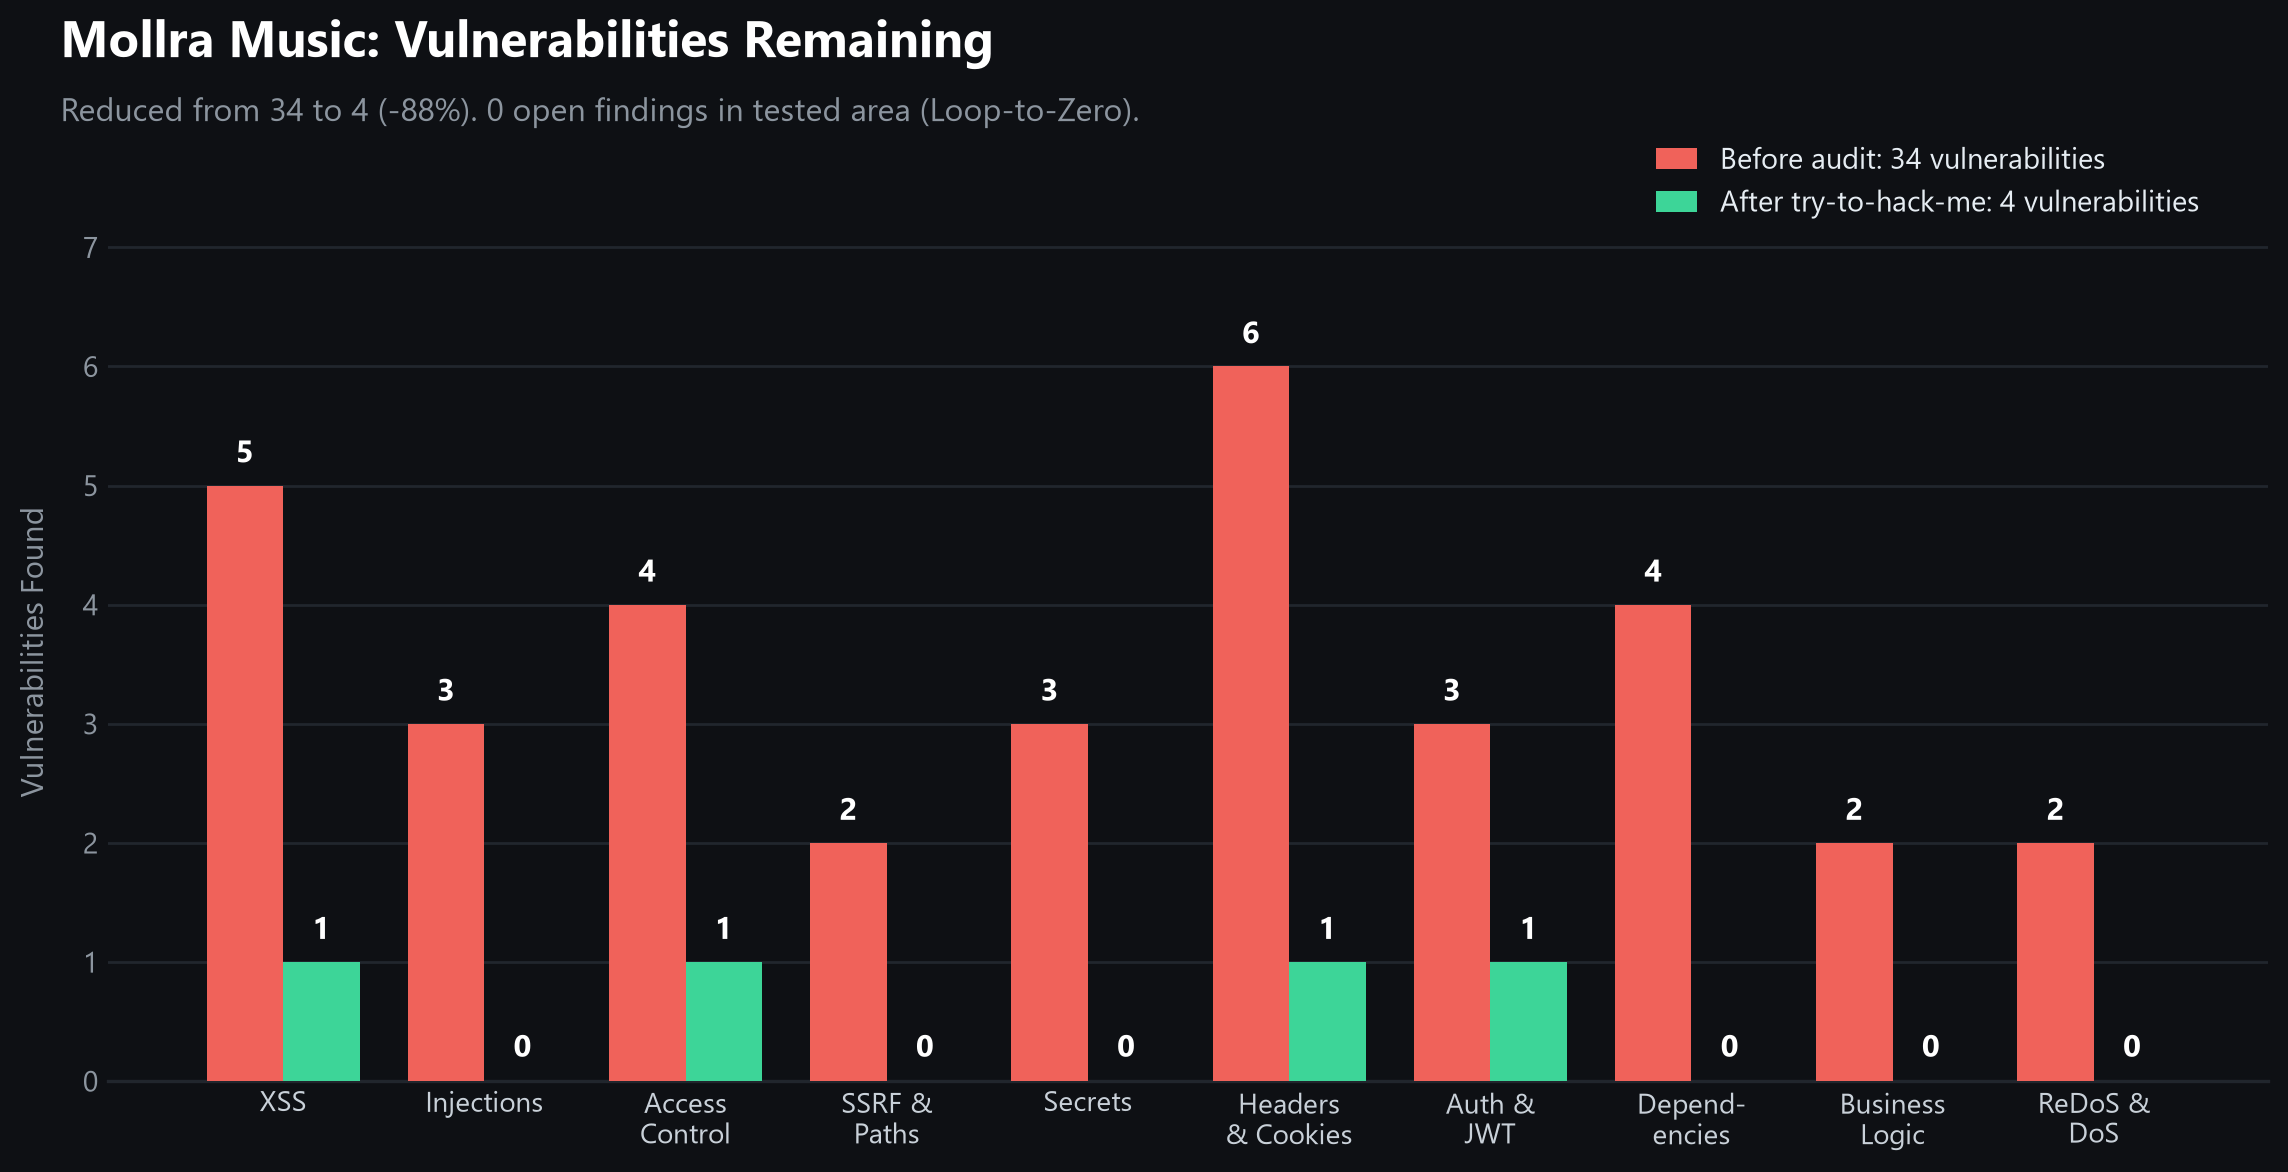 Mollra Music: Vulnerabilities Remaining
Reduced from 34 to 4 (-88%). 0 open findings in tested area (Loop-to-Zero).
Before audit: 34 vulnerabilities
After try-to-hack-me: 4 vulnerabilities
Vulnerabilities Found
7
6
5
4
3
2
1
0
5
1
3
0
4
1
2
0
3
0
6
1
3
1
4
0
2
0
2
0
XSS
Injections
Access
Control
SSRF &
Paths
Secrets
Headers
& Cookies
Auth &
JWT
Depend-
encies
Business
Logic
ReDoS &
DoS